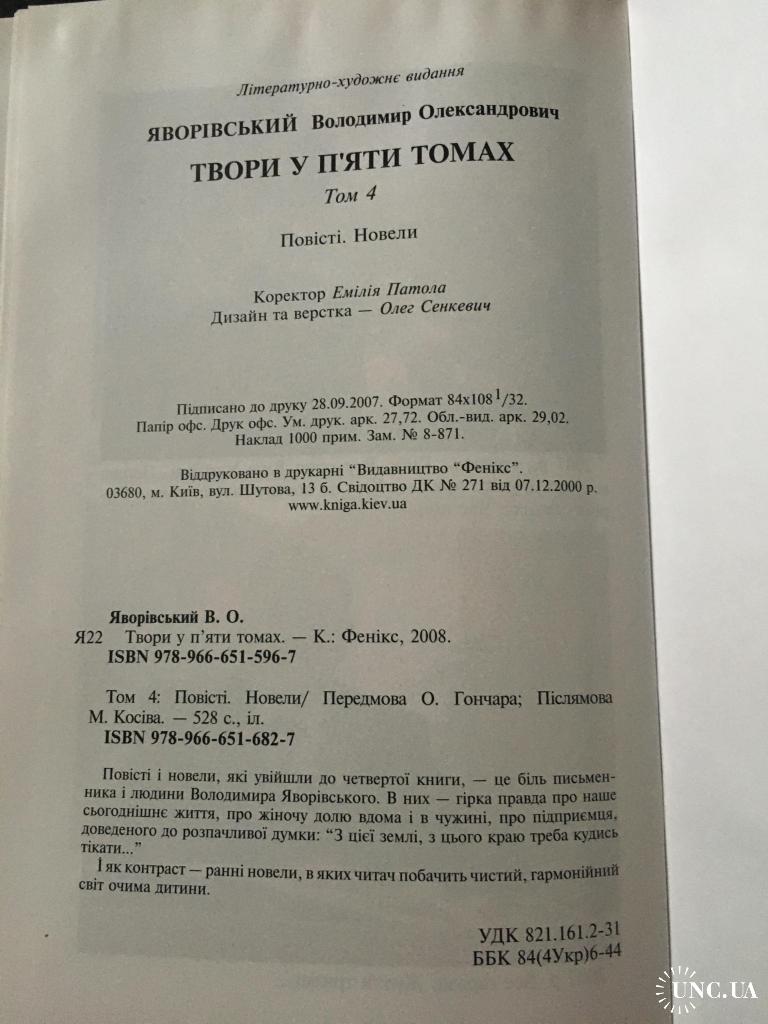 Літературно-художнє видання
ЯВОРІВСЬКИЙ Володимир Олександрович
ТВОРИ У П'ЯТИ ТОМАХ
Том 4
Повісті. Новели
Коректор Емілія Патола
Дизайн та верстка — Олег Сенкевич
Підписано до друку 28.09.2007. Формат 84х108 1/32.
Папір офс. Друк офс. Ум. друк. арк. 27,72. Обл.-вид. арк. 29,02.
Наклад 1000 прим. Зам. № 8-871.
Віддруковано в друкарні "Видавництво "Фенікс".
03680, м. Київ, вул. Шутова, 13 б. Свідоцтво ДК № 271 від 07.12.2000 р.
www.kniga.kiev.ua
Яворівський В. О.
Я22 Твори у п'яти томах. — К.: Фенікс, 2008.
ISBN 978-966-651-596-7
Том 4: Повісті. Новели/ Передмова О. Гончара; Післямова
М. Косіва. — 528 с., іл.
ISBN 978-966-651-682-7
Повісті і новели, які увійшли до четвертої книги, — це біль письмен-
ника і людини Володимира Яворівського. В них — гірка правда про наше
сьогоднішнє життя, про жіночу долю вдома і в чужині, про підприємця,
доведеного до розпачливої думки: "З цієї землі, з цього краю треба кудись
тікати..."
І як контраст — ранні новели, в яких читач побачить чистий, гармонійний
світ очима дитини.
УДК 821.161.2-31
ББК 84(4Укр)6-44
UNC.UA